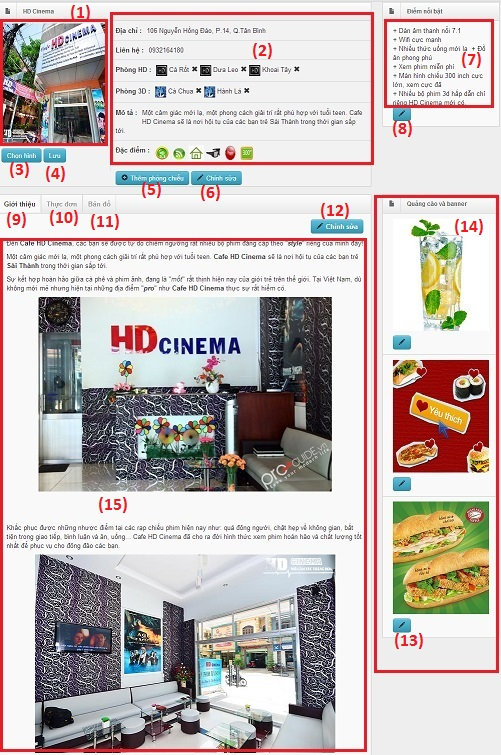 HD Cinema
(1)
HD CINEMA
Chọn hình
Lưu
(3)
(4)
Địa chỉ : 106 Nguyễn Hồng Đào, P.14, Q.Tân Bình
Liên hệ : 0932164180
(2)
Phòng HD : Cà Rốt ✖ Dưa Leo ✖ Khoai Tây ✖
Phòng 3D : Cà Chua ✖ Hành Lá ✖
Mô tả : Một cảm giác mới lạ, một phong cách giải trí rất phù hợp với tuổi teen. Cafe
HD Cinema sẽ là nơi hội tụ của các bạn trẻ Sài Thành trong thời gian sắp
tới.
Đặc điểm :
300"
Thêm phòng chiếu
Chỉnh sửa
(5)
(6)
Điểm nổi bật
+ Dàn âm thanh nổi 7.1
+ Wifi cực mạnh
+ Nhiều thức uống mới lạ + Đồ
ăn phong phú
+ Xem phim miễn phí
+ Màn hình chiếu 300 inch cực
lớn, xem cực đã
+ Nhiều bộ phim 3d hấp dẫn chỉ
riêng HD Cinema mới có
(7)
(8)
Giới thiệu
Thực đơn
Bản đồ
(9)
(10)
(11)
(12)
Chỉnh sửa
Đến Cafe HD Cinema, các bạn sẽ được tự do chiêm ngưỡng rất nhiều bộ phim đẳng cấp theo "style" riêng của mình đấy!
Một cảm giác mới lạ, một phong cách giải trí rất phù hợp với tuổi teen. Cafe HD Cinema sẽ là nơi hội tụ của các bạn trẻ
Sài Thành trong thời gian sắp tới.
Sự kết hợp hoàn hảo giữa cà phê và phim ảnh, đang là "mốt" rất thịnh hiện nay của giới trẻ trên thế giới. Tại Việt Nam, dù
không mới mẻ nhưng hiện tại những địa điểm "pro" như Cafe HD Cinema thực sự rất hiếm có.
HD CINEMA
PROGUIDE.VN
(15)
Khắc phục được những nhược điểm tại các rạp chiếu phim hiện nay như: quá đông người, chật hẹp về không gian, bất
tiện trong giao tiếp, bình luận và ăn, uống... Cafe HD Cinema đã cho ra đời hình thức xem phim hoàn hảo và chất lượng tốt
nhất để phục vụ cho đông đảo các bạn.
Quảng cáo và banner
(14)
Yêu thích
(13)